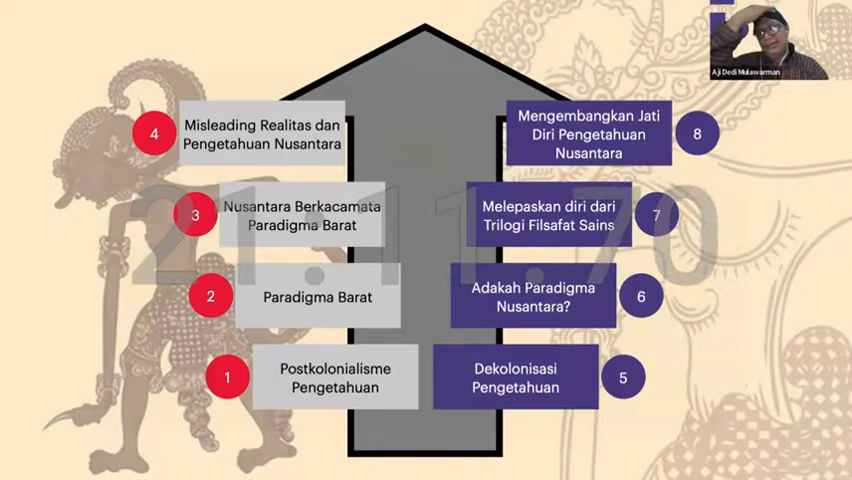 Aji Dedi Mulawarman
4
Misleading Realitas dan
Pengetahuan Nusantara
3
Nusantara Berkacamata
Paradigma Barat
2
Paradigma Barat
1
Postkolonialisme
Pengetahuan
Mengembangkan Jati
Diri Pengetahuan
Nusantara
8
Melepaskan diri dari
Trilogi Filsafat Sains
7
Adakah Paradigma
Nusantara?
6
Dekolonisasi
Pengetahuan
5
21:11.70